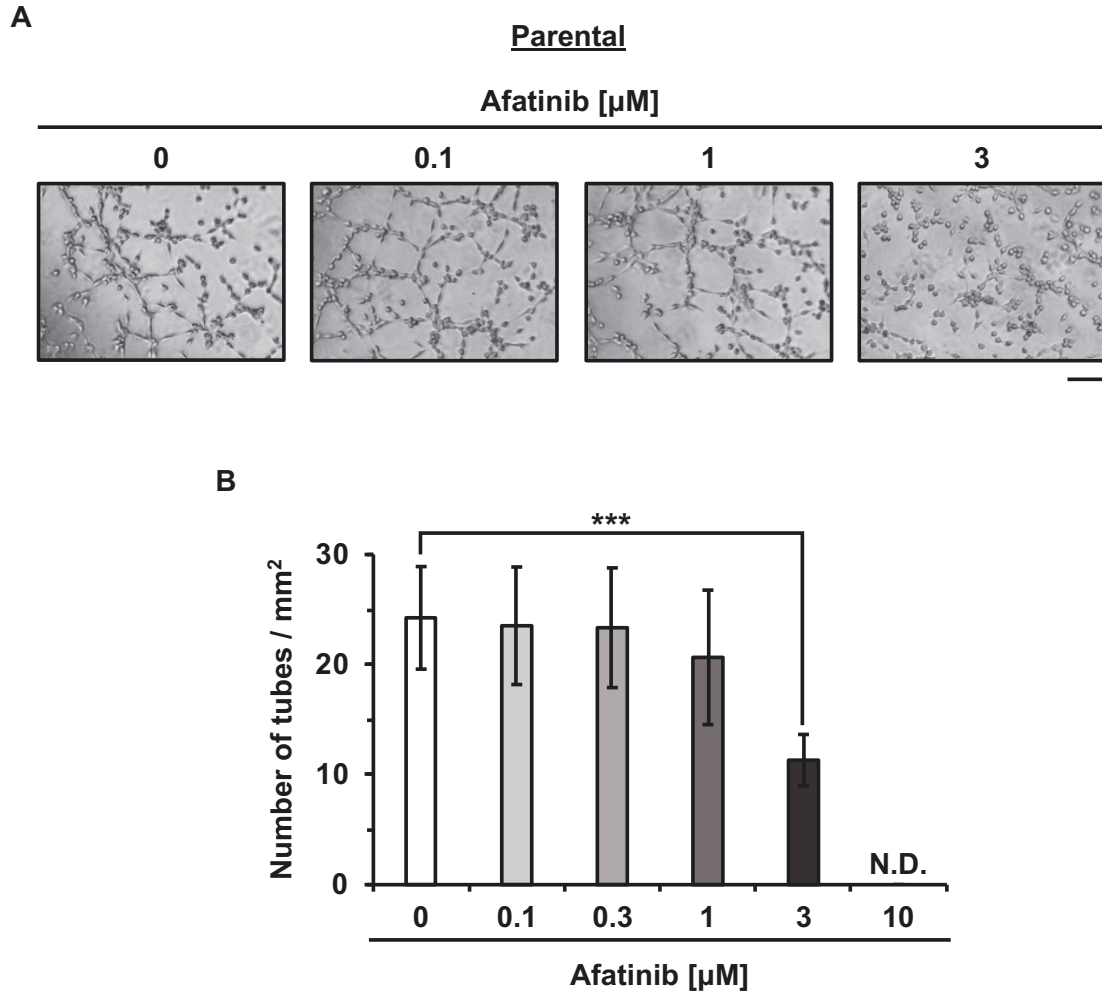 A
Parental
Afatinib [µM]
0 0.1 1 3
B
***
Number of tubes / mm²
30
20
10
0
N.D.
0 0.1 0.3 1 3 10
Afatinib [µM]